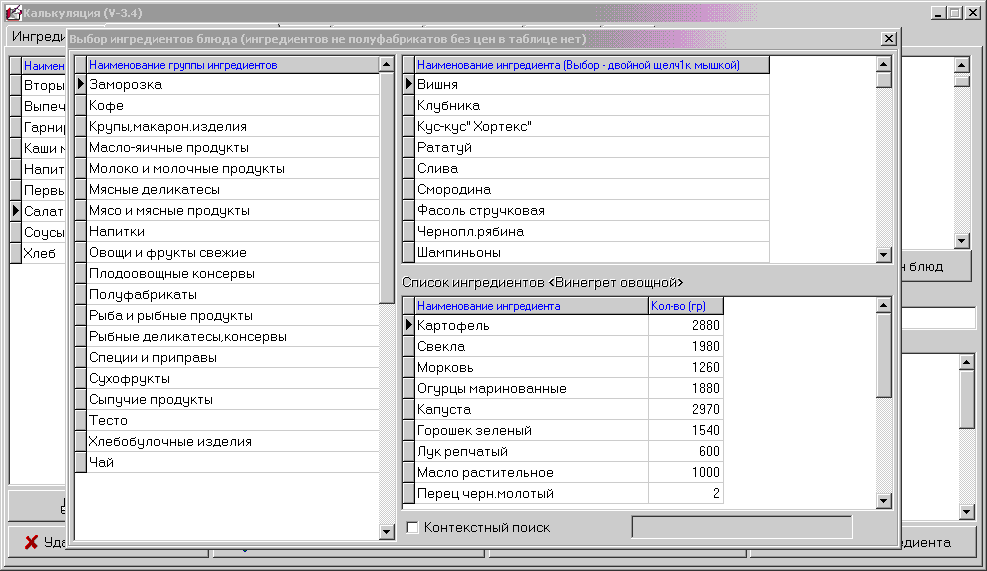 Калькуляция (V-3.4)
Выбор ингредиентов блюда (ингредиентов не полуфабрикатов без цен в таблице нет)
Ингреди
Наимен
Вторы
Выпеч
Гарнир
Каши м
Напит
Первы
Салат
Соусы
Хлеб
Наименование группы ингредиентов
Заморозка
Кофе
Крупы,макарон.изделия
Масло-яичные продукты
Молоко и молочные продукты
Мясные деликатесы
Мясо и мясные продукты
Напитки
Овощи и фрукты свежие
Плодоовощные консервы
Полуфабрикаты
Рыба и рыбные продукты
Рыбные деликатесы,консервы
Специи и приправы
Сухофрукты
Сыпучие продукты
Тесто
Хлебобулочные изделия
Чай
Наименование ингредиента (Выбор - двойной щелч1к мышкой)
Вишня
Клубника
Кус-кус" Хортекс"
Рататуй
Слива
Смородина
Фасоль стручковая
Чернопл.рябина
Шампиньоны
Список ингредиентов <Винегрет овощной>
Наименование ингредиента Кол-во (гр)
Картофель 2880
Свекла 1980
Морковь 1260
Огурцы маринованные 1880
Капуста 2970
Горошек зеленый 1540
Лук репчатый 600
Масло растительное 1000
Перец черн.молотый 2
Контекстный поиск
н блюд
Уда
едиента